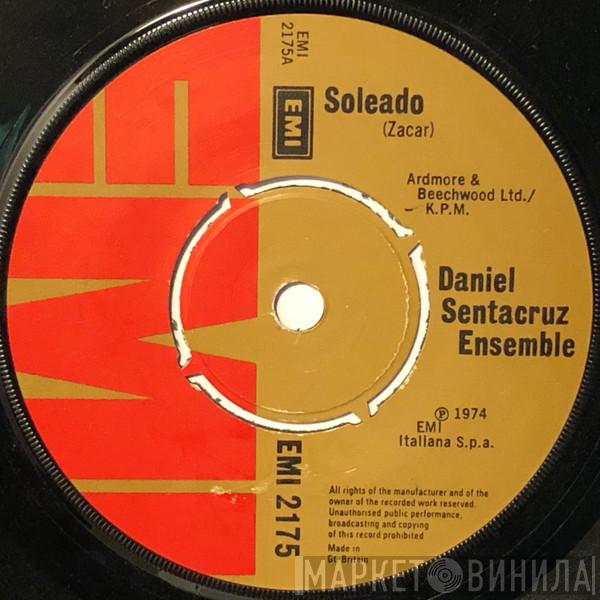 EMI
2175A
EMI
Soleado
(Zacar)
Ardmore &
Beechwood Ltd./
K.P.M.
Daniel
Sentacruz
Ensemble
℗ 1974
EMI
Italiana S.p.a.
EMI 2175
All rights of the manufacturer and of the
owner of the recorded work reserved.
Unauthorised public performance,
broadcasting and copying
of this record prohibited
Made in
Gt. Britain
EMI
МАРКЕТ ВИНИЛА